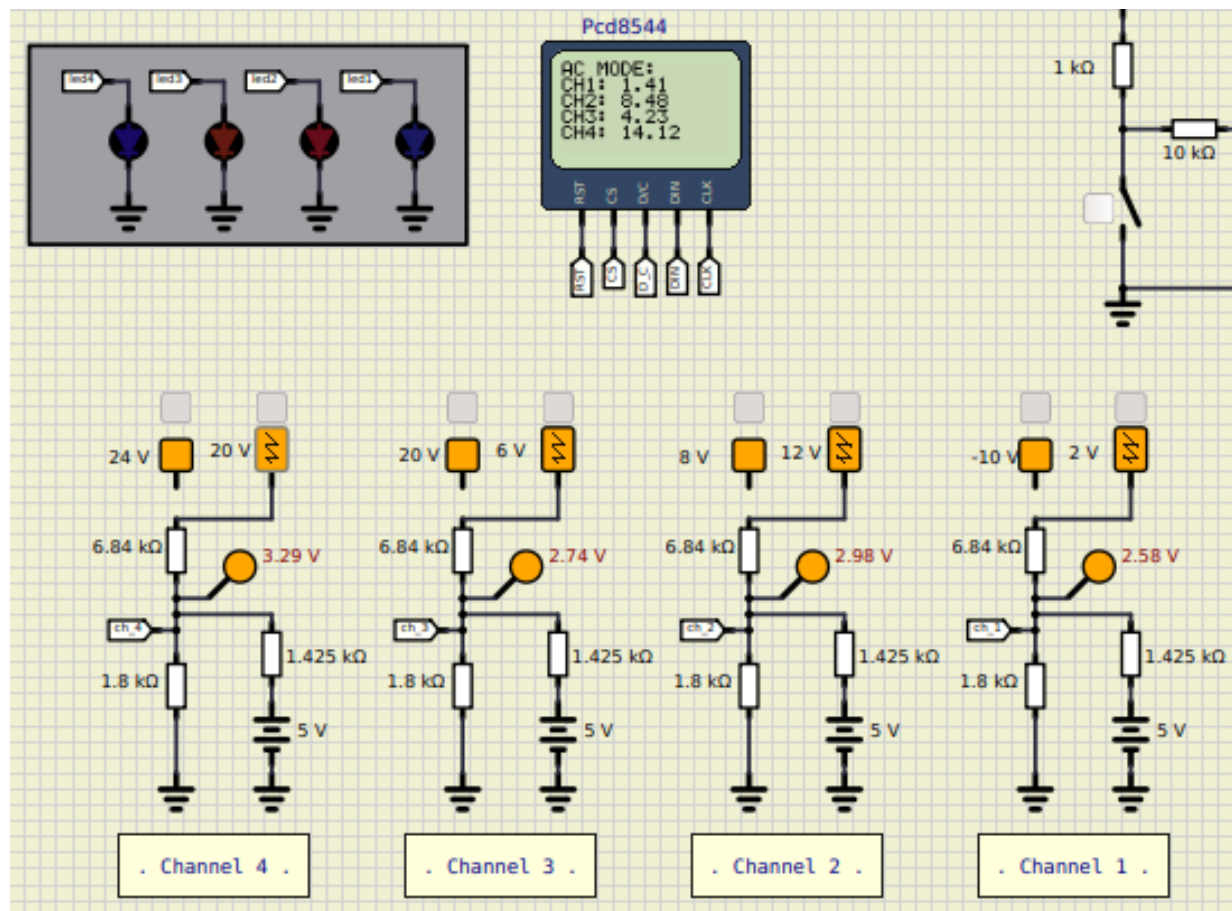 Pcd8544
led4 led3 led2 led1
AC MODE:
CH1: 1.41
CH2: 8.48
CH3: 4.23
CH4: 14.12
RST CS D/C DIN CLK
RST CS D_C DIN CLK
1 kΩ
10 kΩ
24 V 20 V 20 V 6 V 8 V 12 V -10 V 2 V
6.84 kΩ 3.29 V 6.84 kΩ 2.74 V 6.84 kΩ 2.98 V 6.84 kΩ 2.58 V
ch_4 ch_3 ch_2 ch_1
1.425 kΩ 1.425 kΩ 1.425 kΩ 1.425 kΩ
1.8 kΩ 1.8 kΩ 1.8 kΩ 1.8 kΩ
5 V 5 V 5 V 5 V
. Channel 4 . . Channel 3 . . Channel 2 . . Channel 1 .